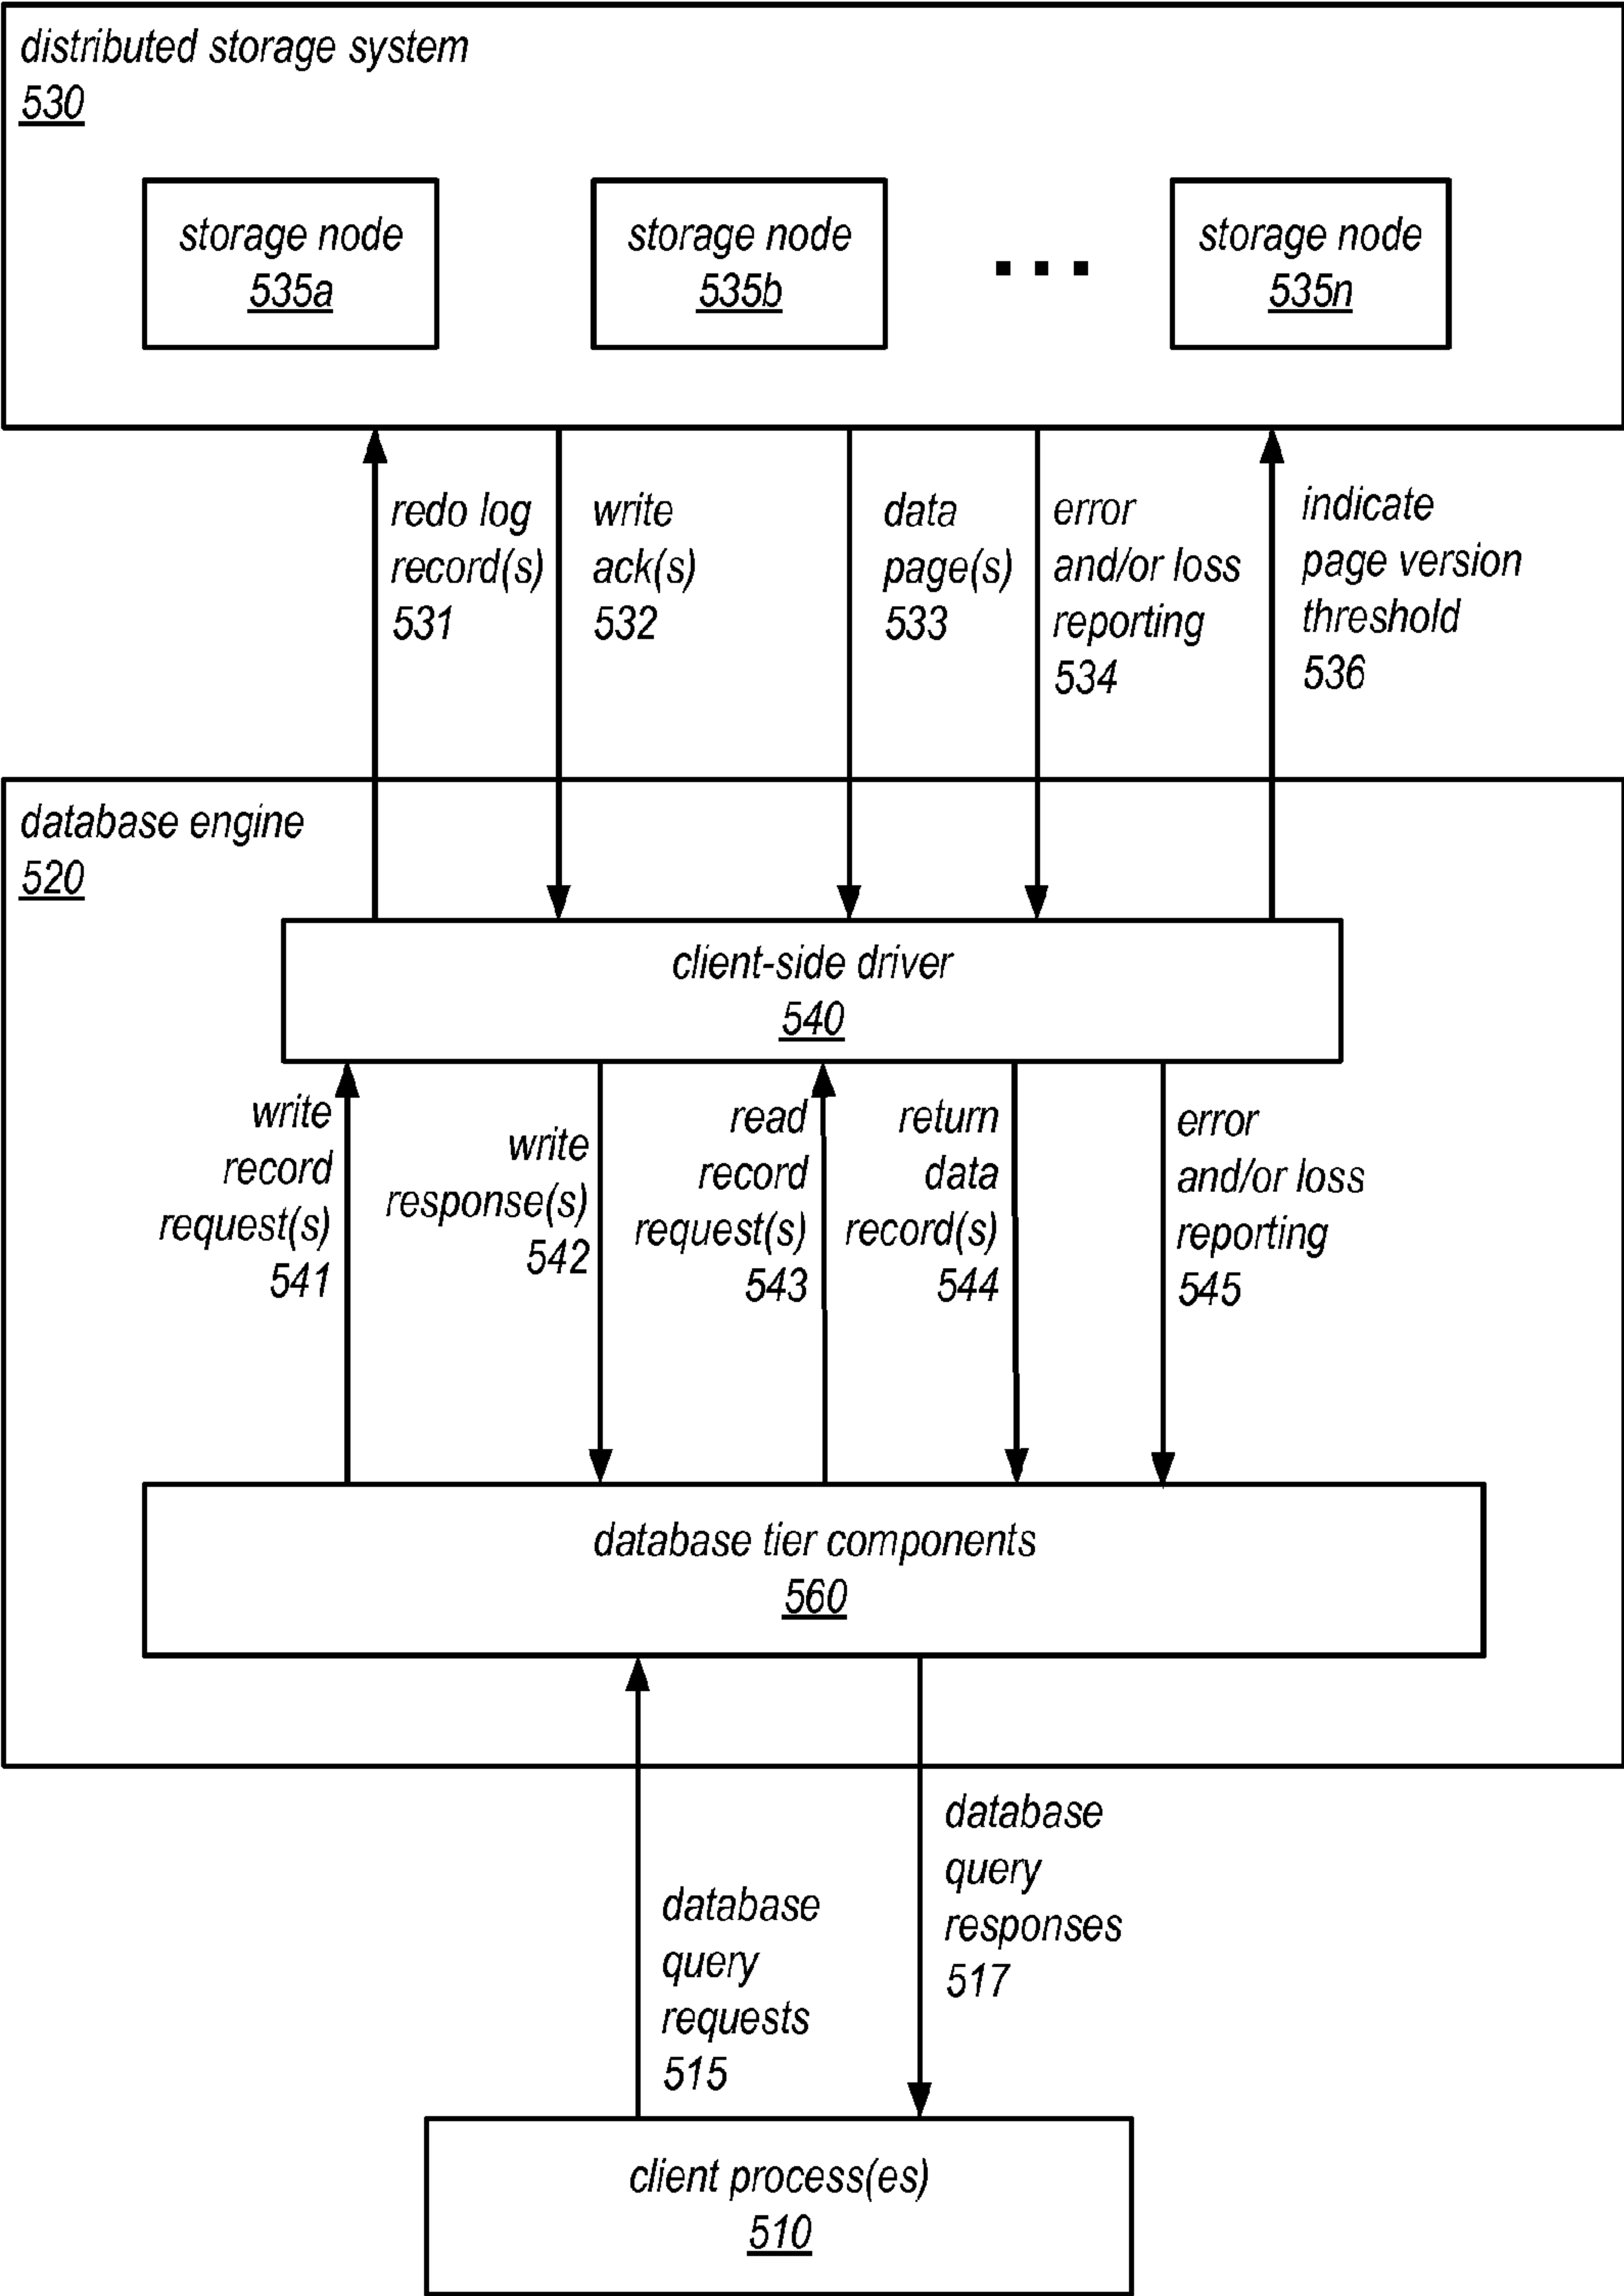 distributed storage system
530
storage node
535a
storage node
535b
storage node
535n
redo log
record(s)
531
write
ack(s)
532
data
page(s)
533
error
and/or loss
reporting
534
indicate
page version
threshold
536
database engine
520
client-side driver
540
write
record
request(s)
541
write
response(s)
542
read
record
request(s)
543
return
data
record(s)
544
error
and/or loss
reporting
545
database tier components
560
database
query
requests
515
database
query
responses
517
client process(es)
510